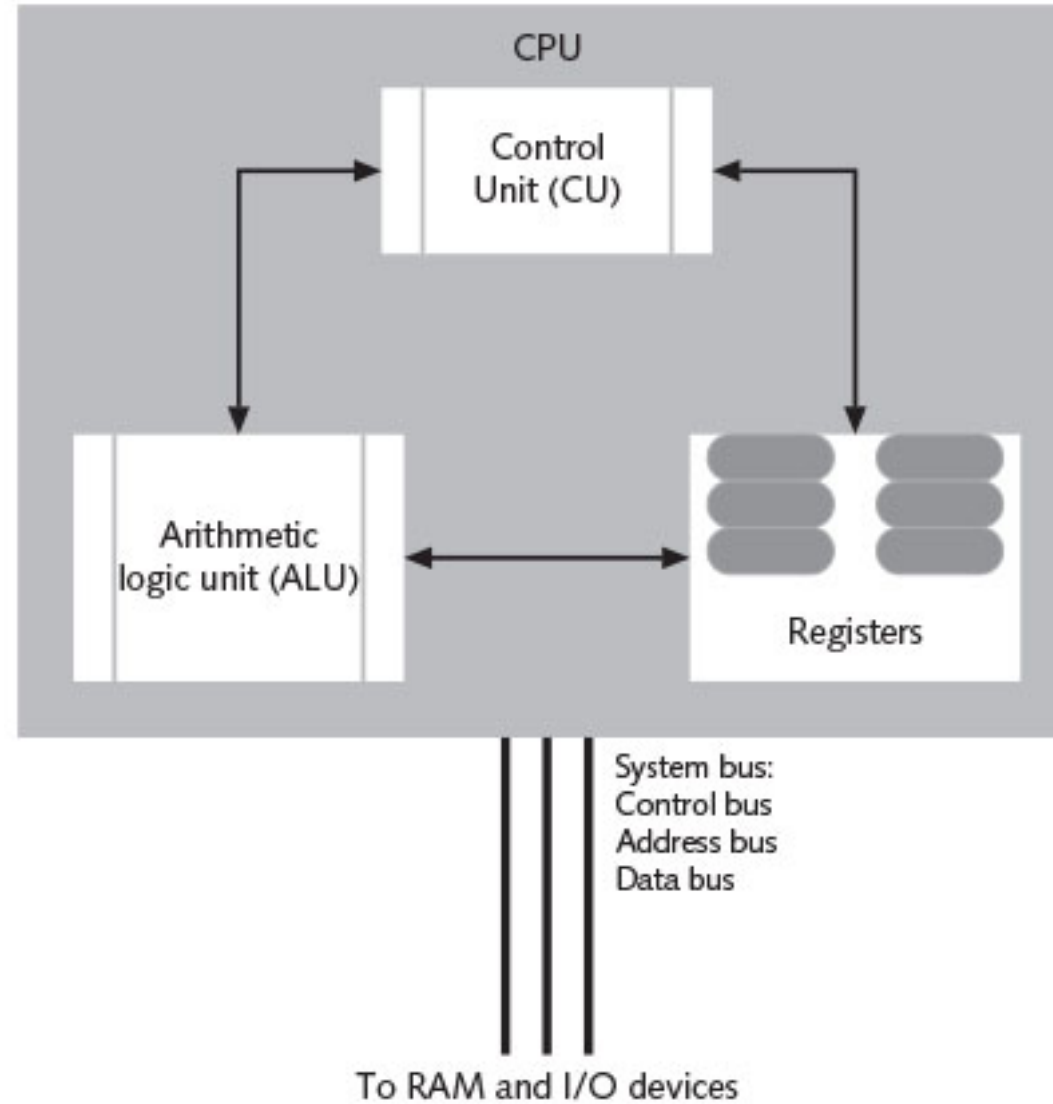 CPU
Control
Unit (CU)
Arithmetic
logic unit (ALU)
Registers
System bus:
Control bus
Address bus
Data bus
To RAM and I/O devices